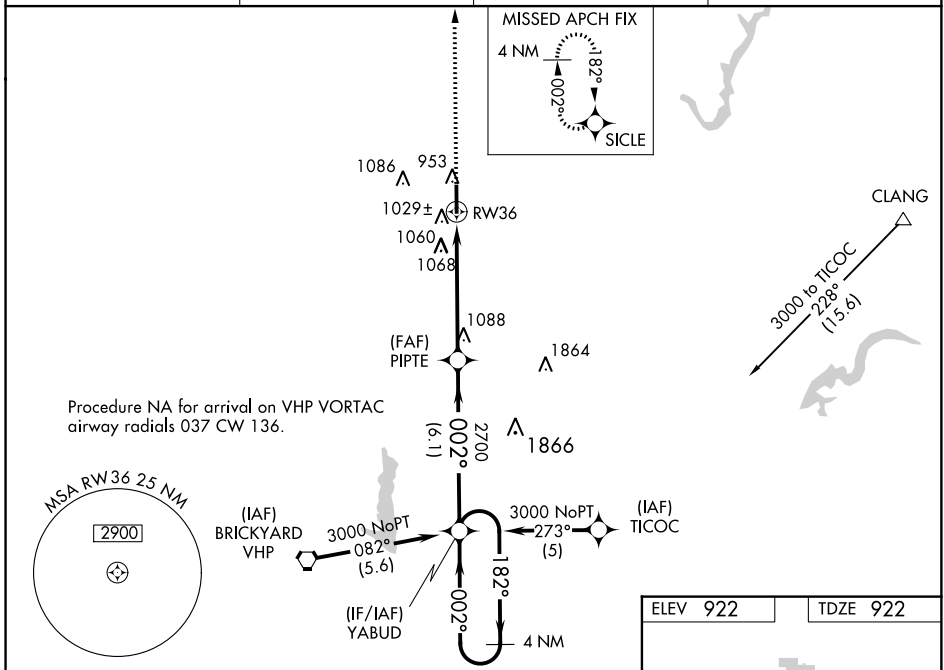 MISSED APCH FIX
4 NM
182°
002°
SICLE
1086
953
1029±
RW36
1060
1068
CLANG
3000 to TICOC
228°
(15.6)
1088
(FAF)
PIPTE
1864
Procedure NA for arrival on VHP VORTAC
airway radials 037 CW 136.
2700
002°
(6.1)
1866
MSA RW36 25 NM
2900
(IAF)
BRICKYARD
VHP
3000 NoPT
082°
(5.6)
3000 NoPT
273°
(5)
(IAF)
TICOC
182°
002°
(IF/IAF)
YABUD
4 NM
ELEV 922
TDZE 922